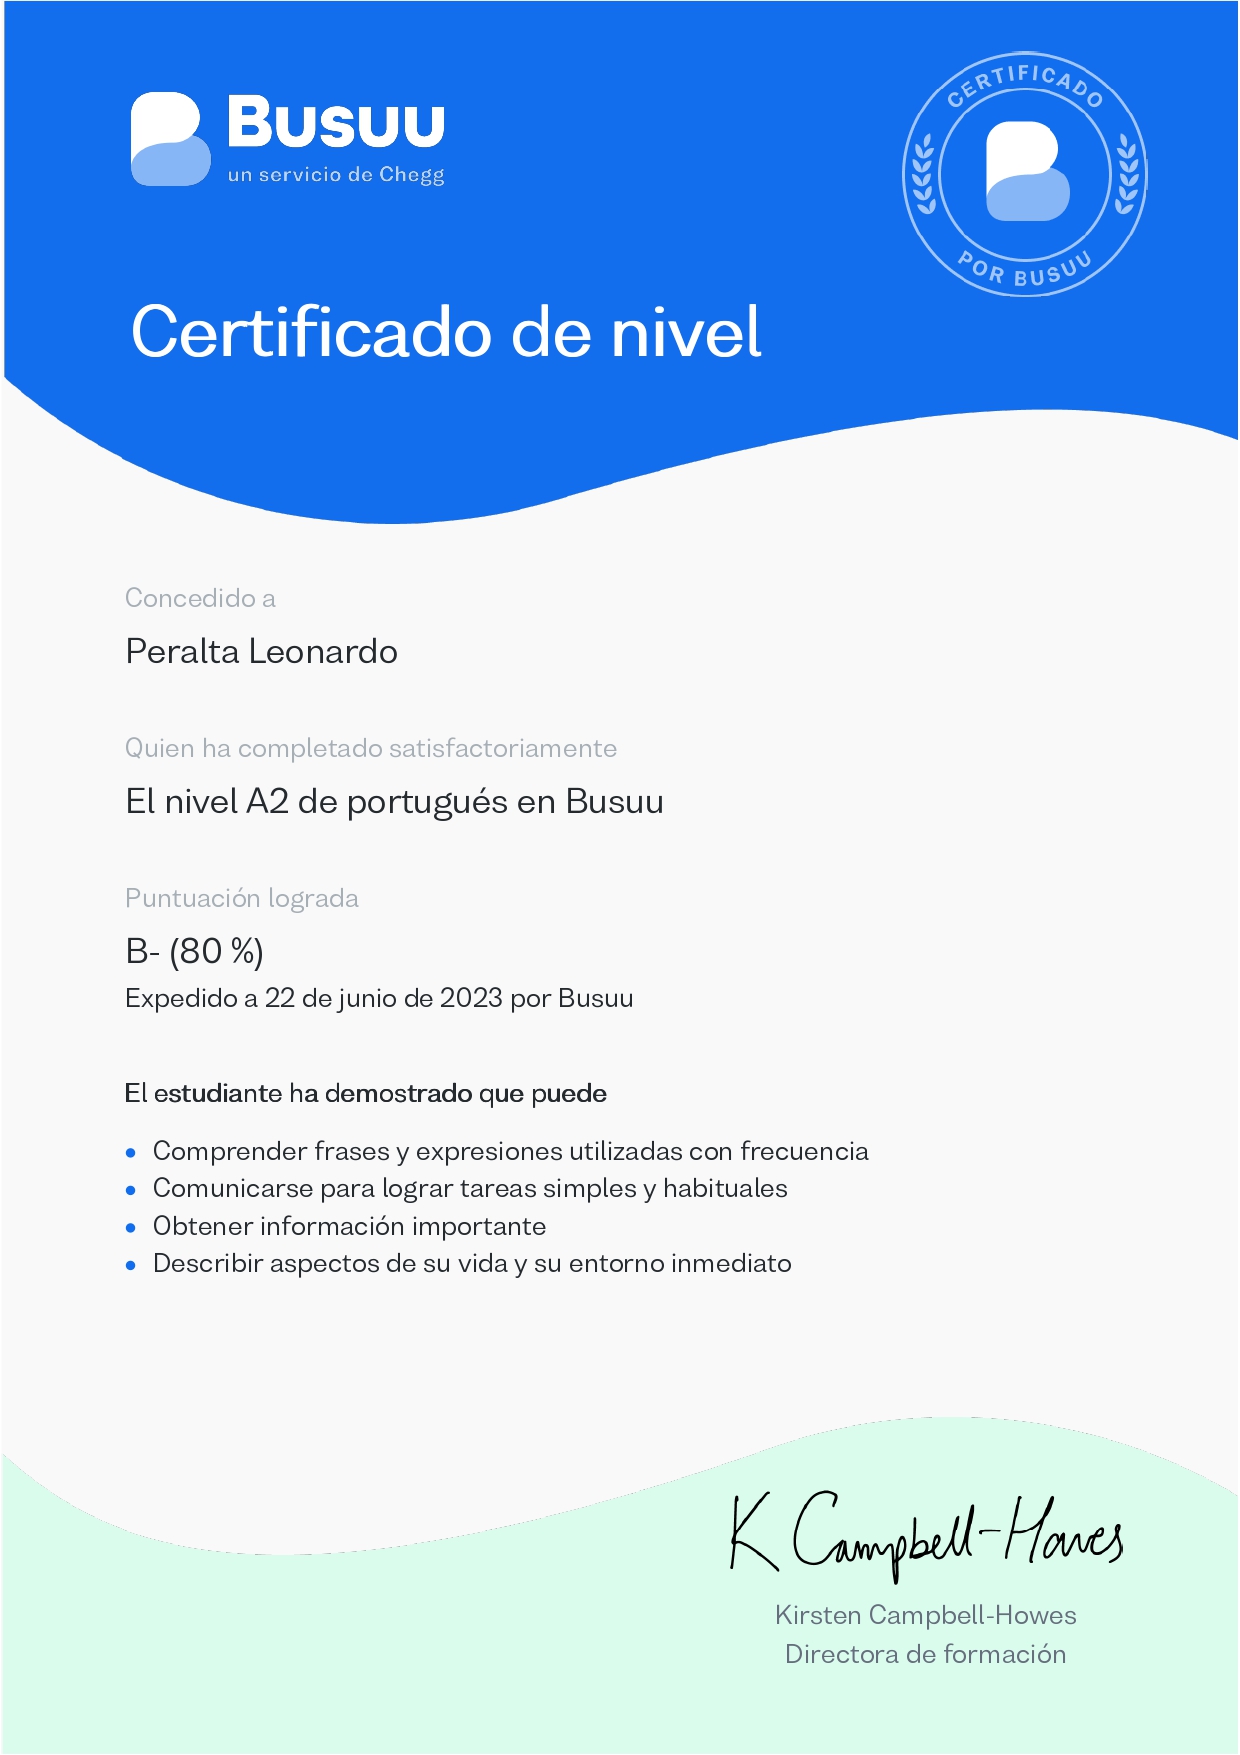 Busuu
un servicio de Chegg
CERTIFICADO
POR BUSUU
Certificado de nivel
Concedido a
Peralta Leonardo
Quien ha completado satisfactoriamente
El nivel A2 de portugués en Busuu
Puntuación lograda
B- (80 %)
Expedido a 22 de junio de 2023 por Busuu
El estudiante ha demostrado que puede
• Comprender frases y expresiones utilizadas con frecuencia
• Comunicarse para lograr tareas simples y habituales
• Obtener información importante
• Describir aspectos de su vida y su entorno inmediato
K Campbell-Howes
Kirsten Campbell-Howes
Directora de formación